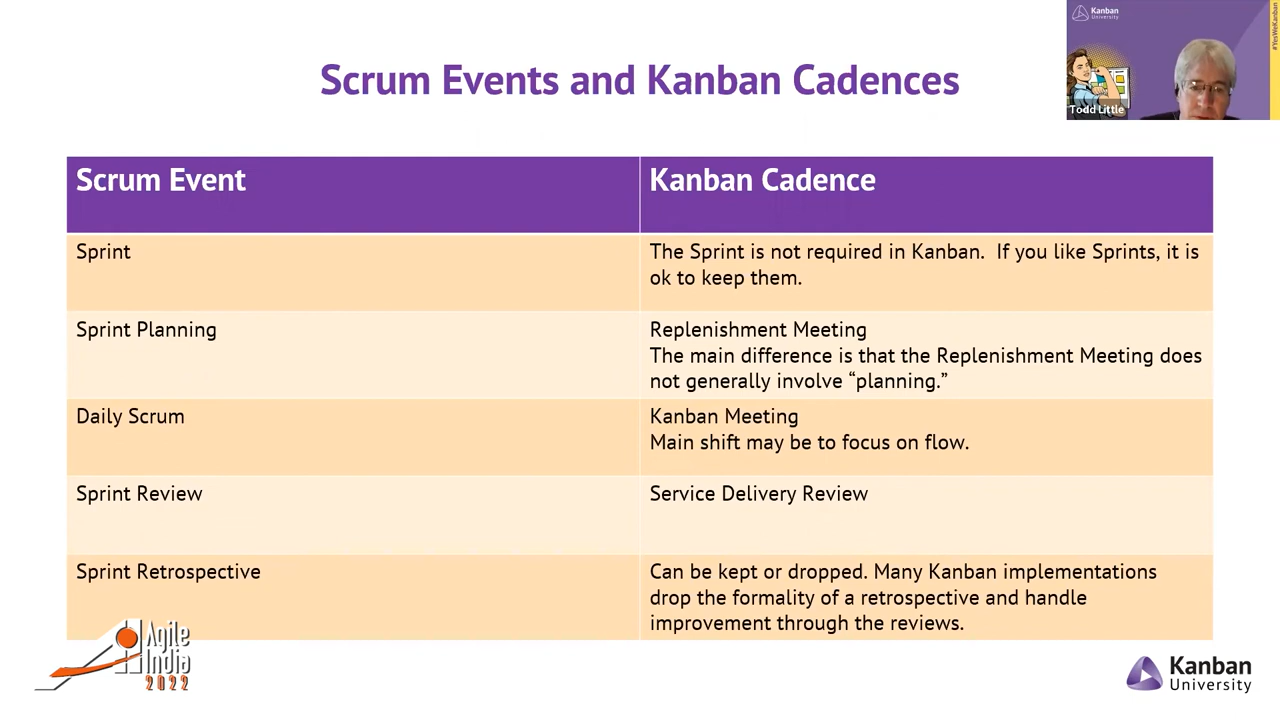 Kanban
University
#YesWeKanban
Todd Little
Scrum Events and Kanban Cadences
Scrum Event
Kanban Cadence
Sprint
The Sprint is not required in Kanban.  If you like Sprints, it is
ok to keep them.
Sprint Planning
Replenishment Meeting
The main difference is that the Replenishment Meeting does
not generally involve “planning.”
Daily Scrum
Kanban Meeting
Main shift may be to focus on flow.
Sprint Review
Service Delivery Review
Sprint Retrospective
Can be kept or dropped. Many Kanban implementations
drop the formality of a retrospective and handle
improvement through the reviews.
Agile
India
2022
Kanban
University